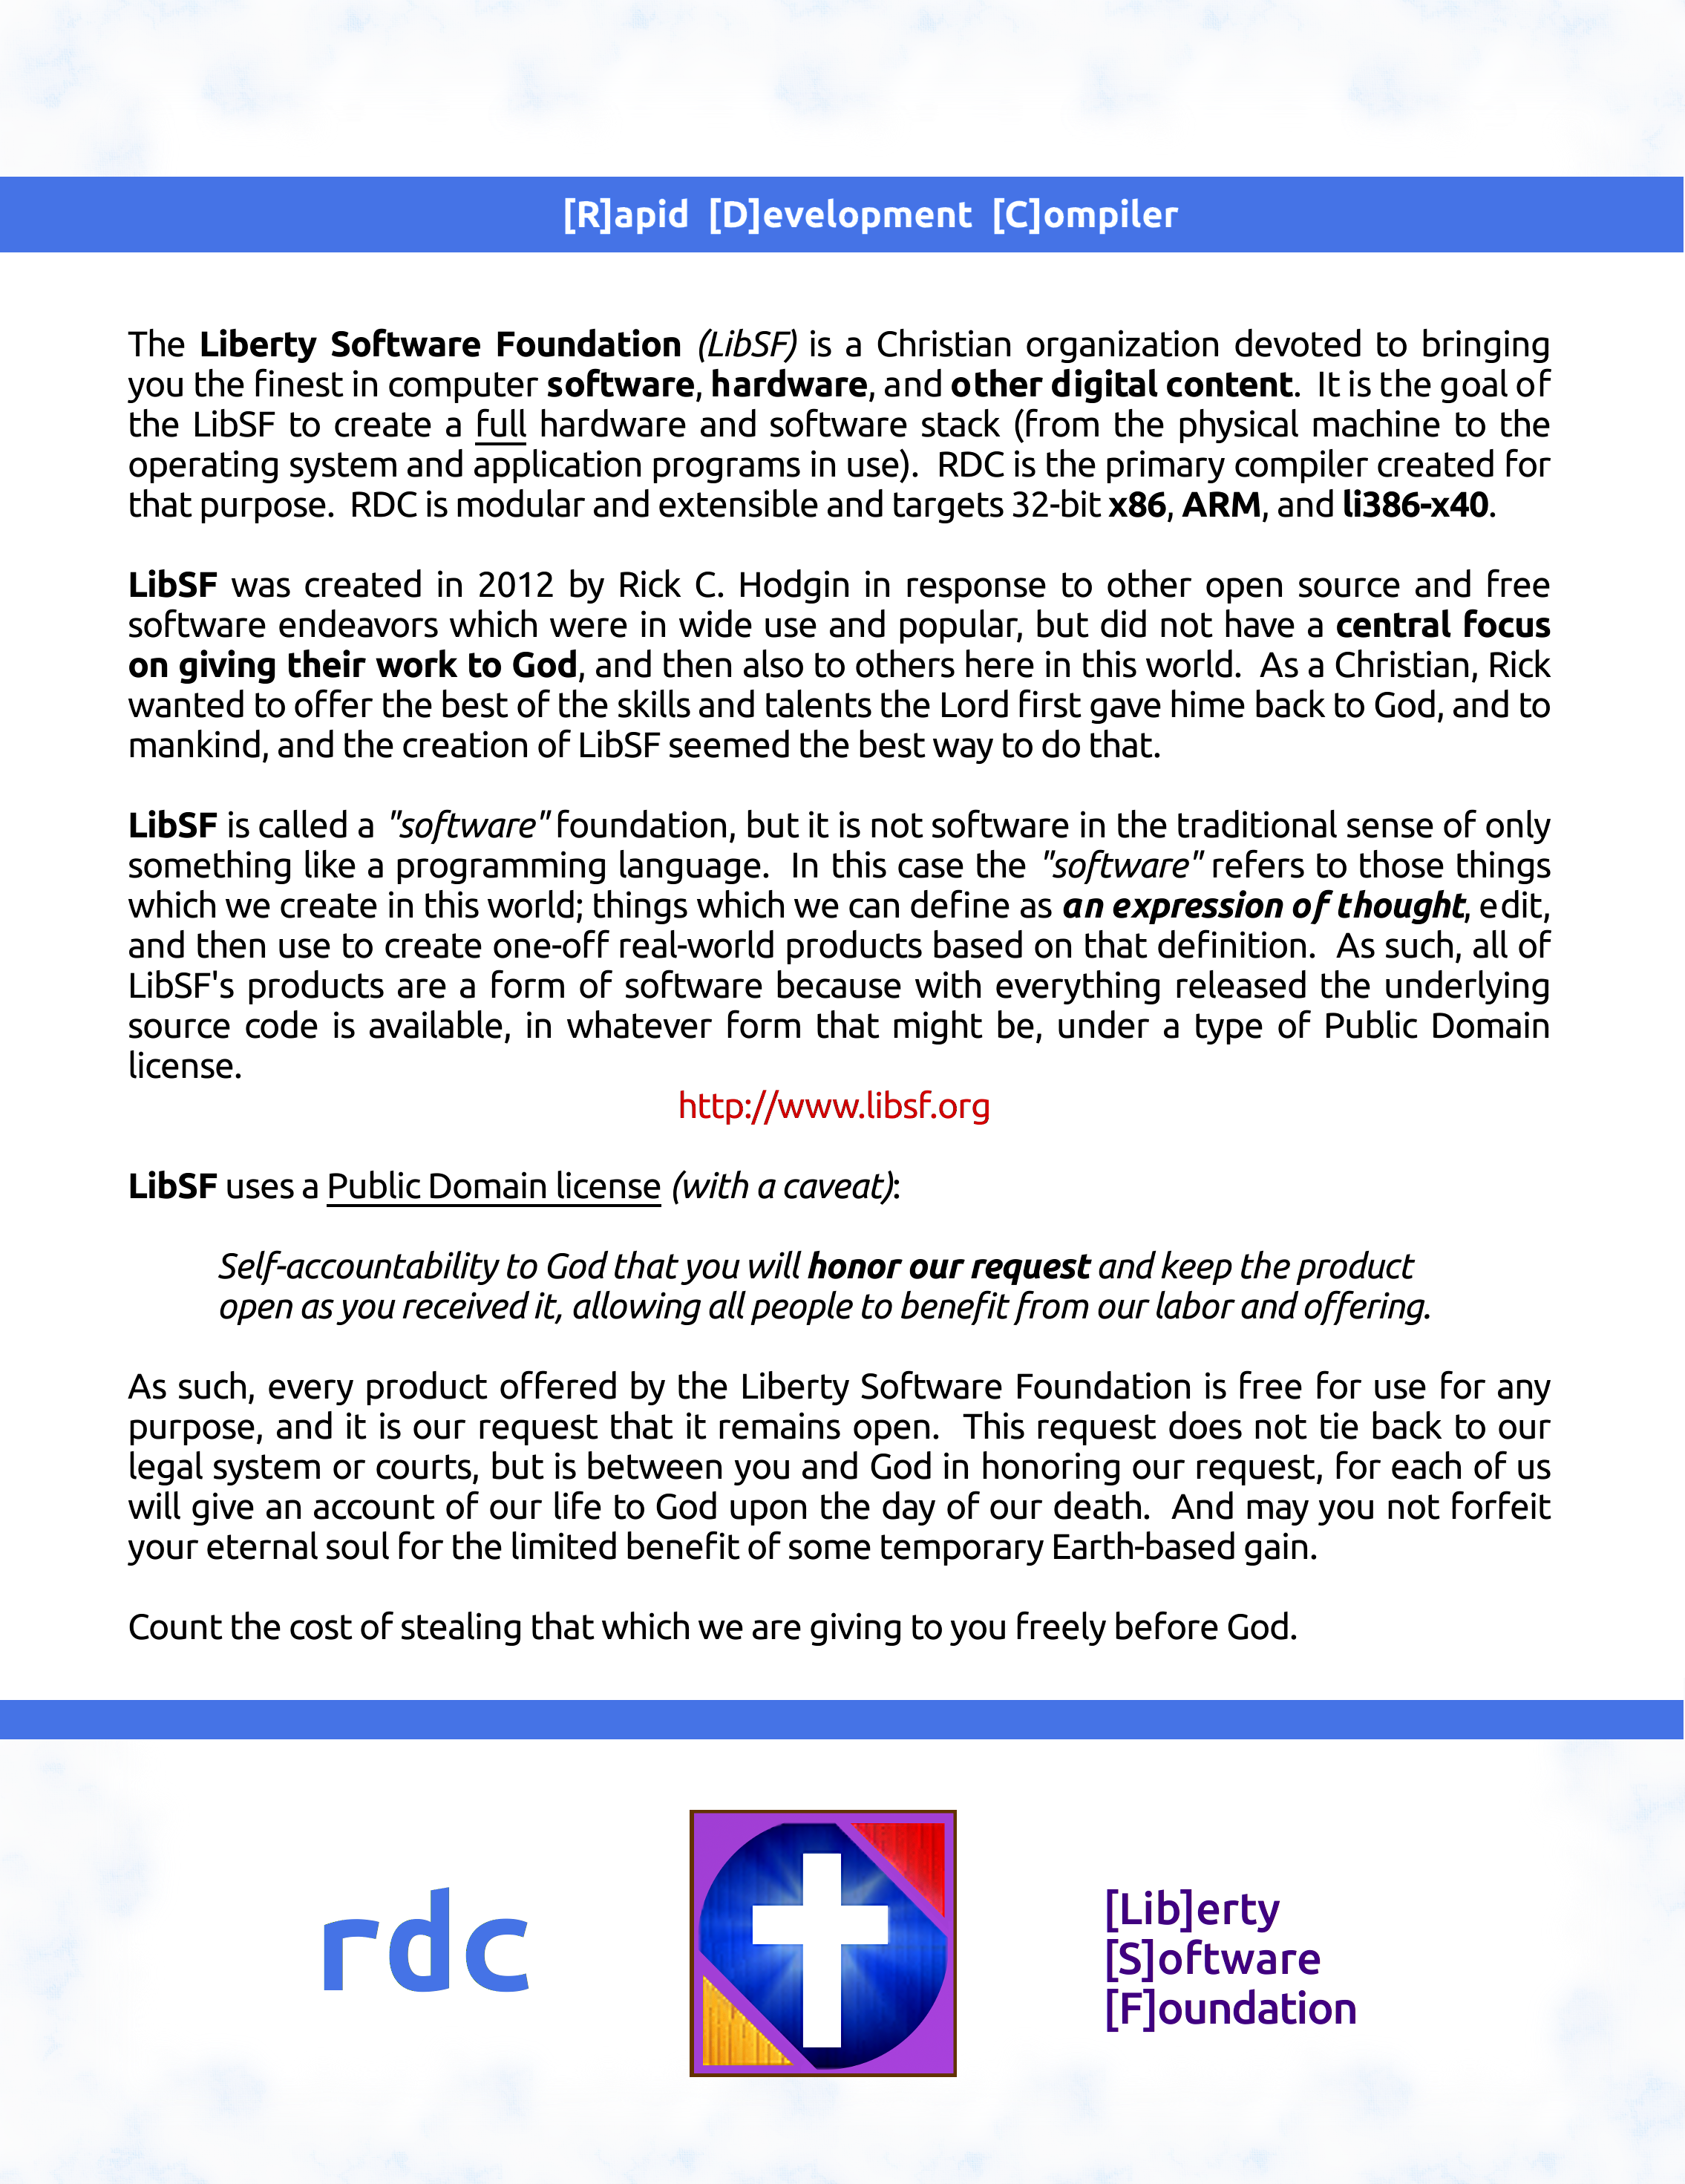 [R]apid [D]evelopment [C]ompiler
The Liberty Software Foundation (LibSF) is a Christian organization devoted to bringing
you the finest in computer software, hardware, and other digital content. It is the goal of
the LibSF to create a full hardware and software stack (from the physical machine to the
operating system and application programs in use). RDC is the primary compiler created for
that purpose. RDC is modular and extensible and targets 32-bit x86, ARM, and li386-x40.
LibSF was created in 2012 by Rick C. Hodgin in response to other open source and free
software endeavors which were in wide use and popular, but did not have a central focus
on giving their work to God, and then also to others here in this world. As a Christian, Rick
wanted to offer the best of the skills and talents the Lord first gave hime back to God, and to
mankind, and the creation of LibSF seemed the best way to do that.
LibSF is called a "software" foundation, but it is not software in the traditional sense of only
something like a programming language. In this case the "software" refers to those things
which we create in this world; things which we can define as an expression of thought, edit,
and then use to create one-off real-world products based on that definition. As such, all of
LibSF's products are a form of software because with everything released the underlying
source code is available, in whatever form that might be, under a type of Public Domain
license.
http://www.libsf.org
LibSF uses a Public Domain license (with a caveat):
Self-accountability to God that you will honor our request and keep the product
open as you received it, allowing all people to benefit from our labor and offering.
As such, every product offered by the Liberty Software Foundation is free for use for any
purpose, and it is our request that it remains open. This request does not tie back to our
legal system or courts, but is between you and God in honoring our request, for each of us
will give an account of our life to God upon the day of our death. And may you not forfeit
your eternal soul for the limited benefit of some temporary Earth-based gain.
Count the cost of stealing that which we are giving to you freely before God.
rdc
[Lib]erty
[S]oftware
[F]oundation